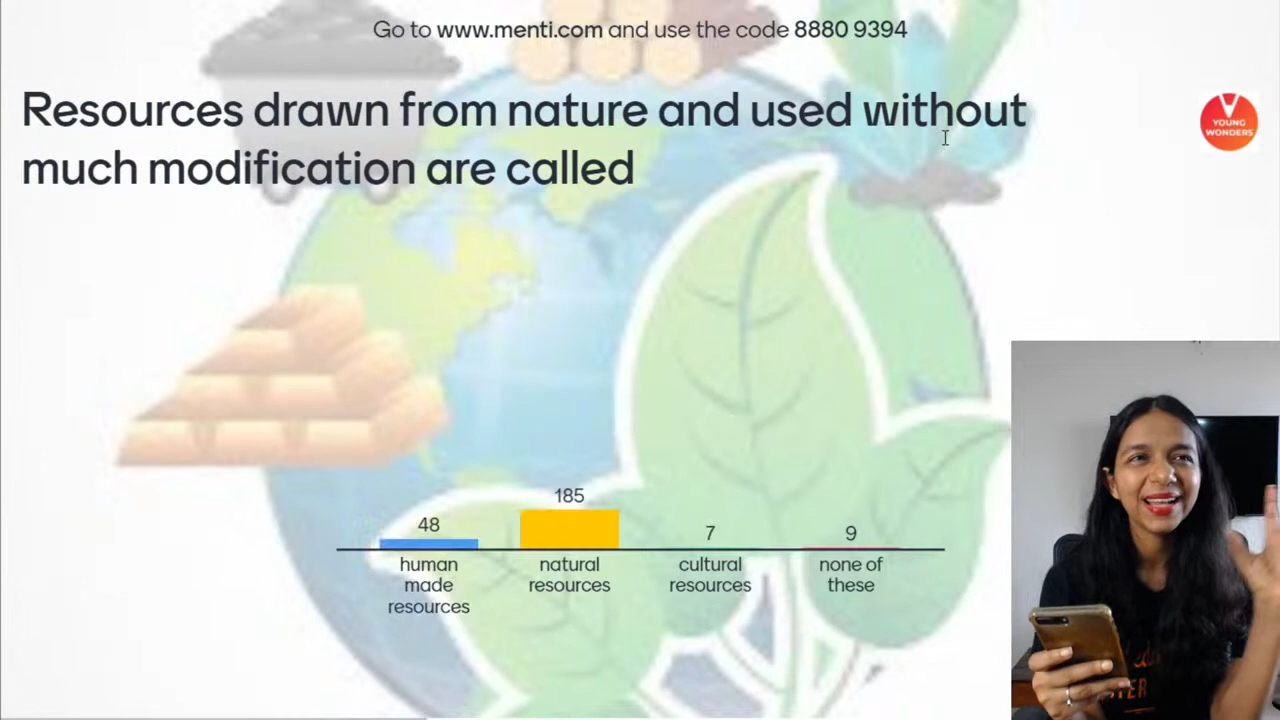 Go to www.menti.com and use the code 8880 9394
Resources drawn from nature and used without
much modification are called
YOUNG
WONDERS
48
185
7
9
human
made
resources
natural
resources
cultural
resources
none of
these